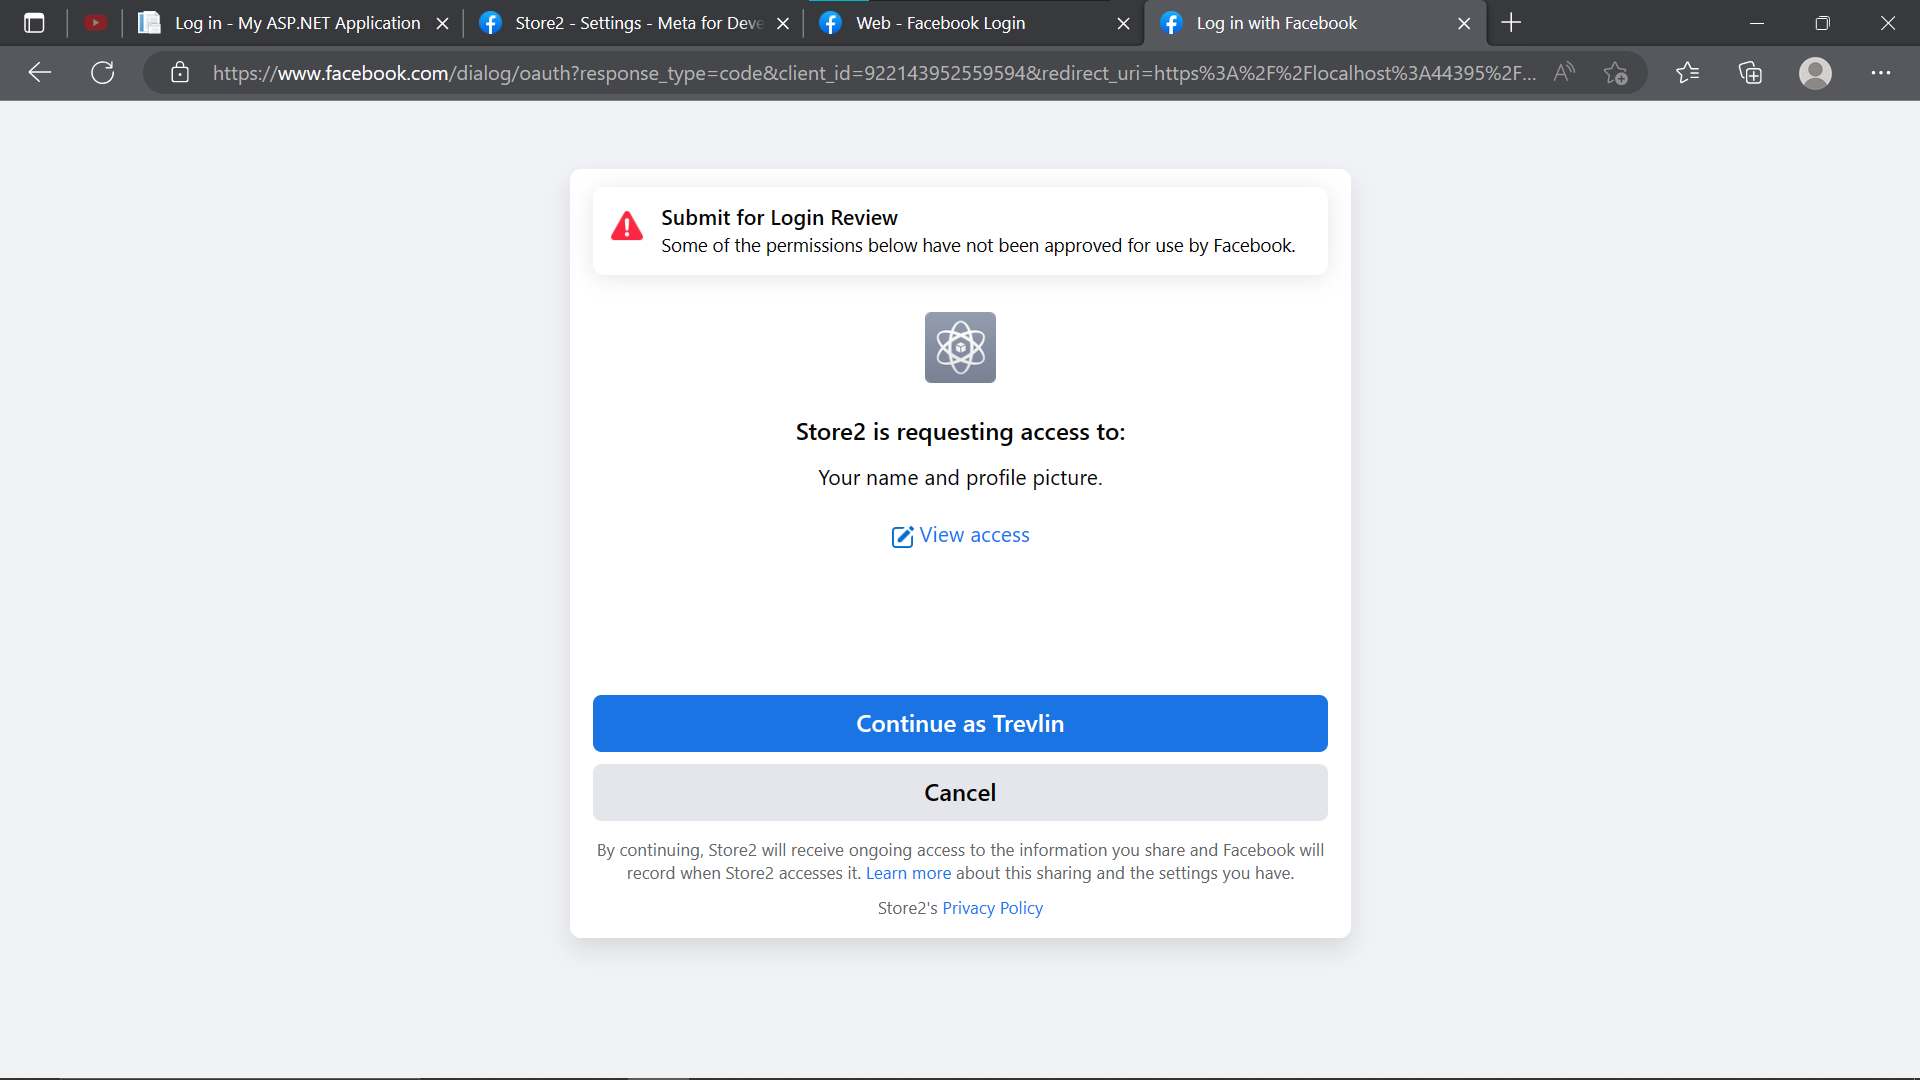 Log in - My ASP.NET Application
Store2 - Settings - Meta for Deve
Web - Facebook Login
Log in with Facebook
https://www.facebook.com/dialog/oauth?response_type=code&client_id=922143952559594&redirect_uri=https%3A%2F%2Flocalhost%3A44395%2F...
Submit for Login Review
Some of the permissions below have not been approved for use by Facebook.
Store2 is requesting access to:
Your name and profile picture.
View access
Continue as Trevlin
Cancel
By continuing, Store2 will receive ongoing access to the information you share and Facebook will
record when Store2 accesses it. Learn more about this sharing and the settings you have.
Store2's Privacy Policy